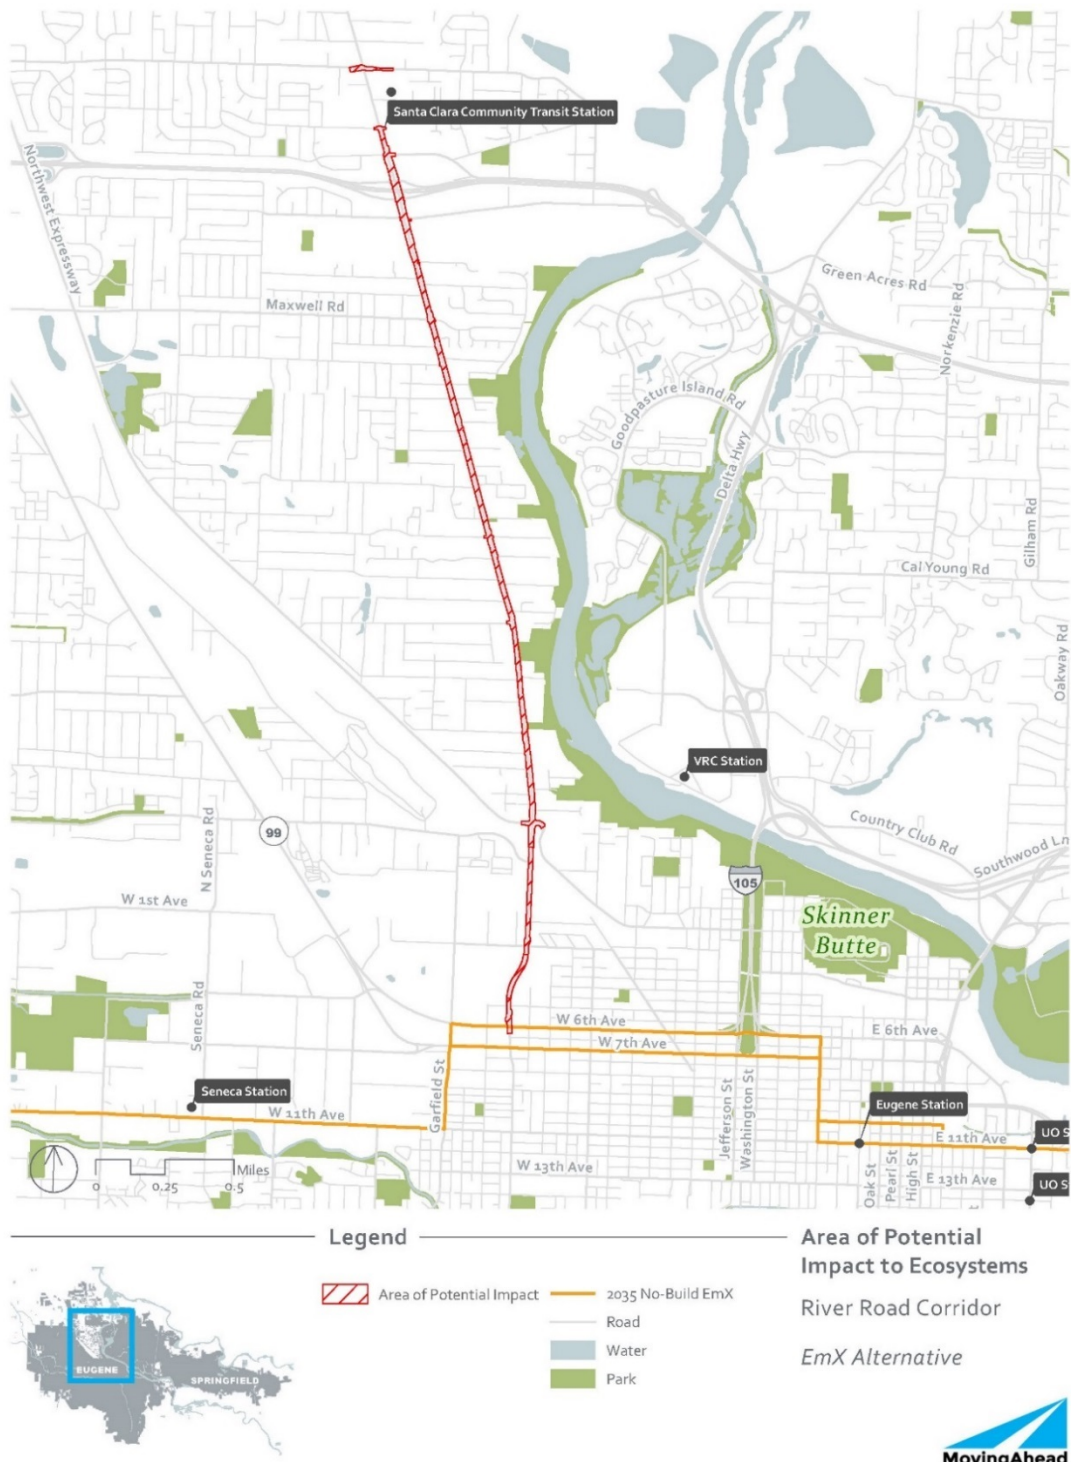 Santa Clara Community Transit Station
Northwest Expressway
Green Acres Rd
Maxwell Rd
Norkenzie Rd
Goodpasture Island Rd
Delta Hwy
Gilham Rd
Cal Young Rd
Oakway Rd
VRC Station
99
N Seneca Rd
Country Club Rd
Southwood Ln
105
W 1st Ave
Skinner
Butte
Seneca Rd
W 6th Ave
E 6th Ave
W 7th Ave
Garfield St
Seneca Station
W 11th Ave
Jefferson St
Washington St
Eugene Station
E 11th Ave
UO S
W 13th Ave
Oak St
Pearl St
High St
E 13th Ave
UO S
Miles
0 0.25 0.5
Legend
Area of Potential Impact
2035 No-Build EmX
Road
Water
Park
Area of Potential
Impact to Ecosystems
River Road Corridor
EmX Alternative
EUGENE
SPRINGFIELD
MovingAhead